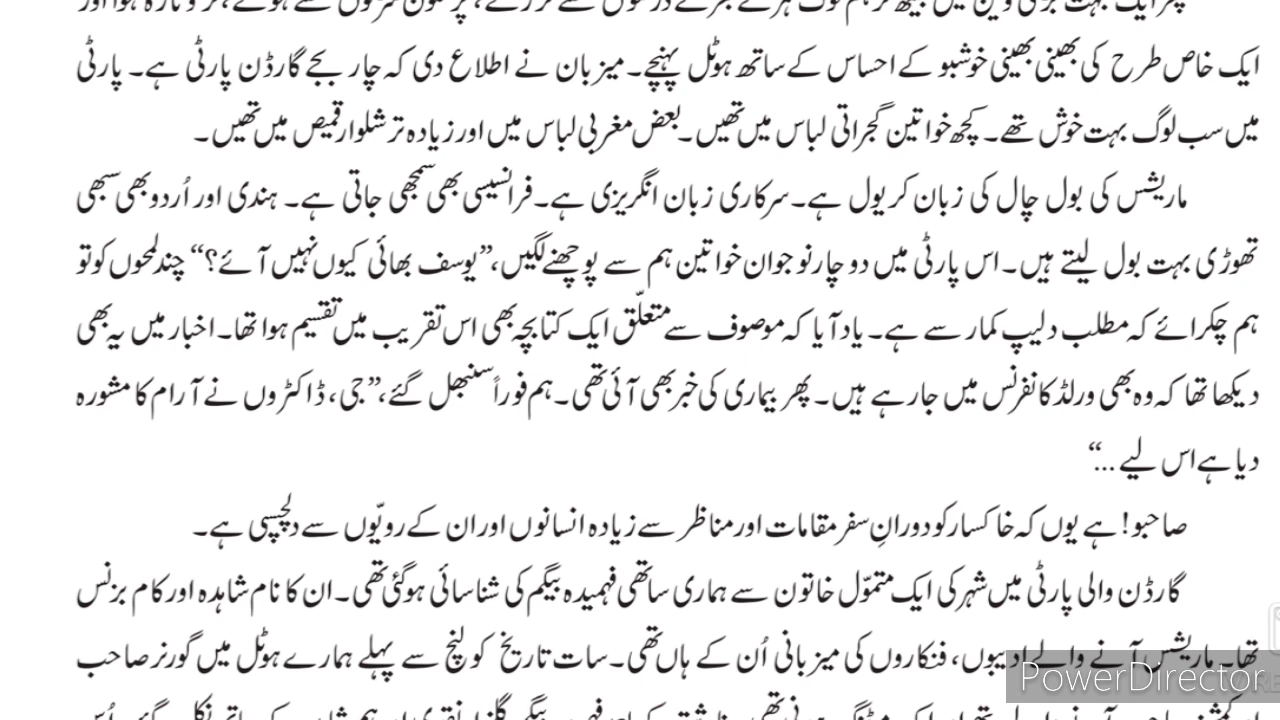 ایک خاص طرح کی بھینی بھینی خوشبو کے احساس کے ساتھ ہوٹل پہنچے۔ میزبان نے اطلاع دی کہ چار بجے گارڈن پارٹی ہے۔ پارٹی
میں سب لوگ بہت خوش تھے۔ کچھ خواتین گجراتی لباس میں تھیں۔ بعض مغربی لباس میں اور زیادہ تر شلوار قمیص میں تھیں۔
ماریشس کی بول چال کی زبان کریول ہے۔ سرکاری زبان انگریزی ہے۔ فرانسیسی بھی سمجھی جاتی ہے۔ ہندی اور اُردو بھی سبھی
تھوڑی بہت بول لیتے ہیں۔ اس پارٹی میں دو چار نوجوان خواتین ہم سے پوچھنے لگیں، ”یوسف بھائی کیوں نہیں آئے؟“ چند لمحوں کو تو
ہم چکرائے کہ مطلب دلیپ کمار سے ہے۔ یاد آیا کہ موصوف سے متعلّق ایک کتابچہ بھی اس تقریب میں تقسیم ہوا تھا۔ اخبار میں یہ بھی
دیکھا تھا کہ وہ بھی ورلڈ کانفرنس میں جارہے ہیں۔ پھر بیماری کی خبر بھی آئی تھی۔ ہم فوراً سنبھل گئے، ”جی، ڈاکٹروں نے آرام کا مشورہ
دیا ہے اس لیے ...“
صاحبو! ہے یوں کہ خاکسار کو دورانِ سفر مقامات اور مناظر سے زیادہ انسانوں اور ان کے رویّوں سے دلچسپی ہے۔
گارڈن والی پارٹی میں شہر کی ایک متموّل خاتون سے ہماری ساتھی فہمیدہ بیگم کی شناسائی ہوگئی تھی۔ ان کا نام شاہدہ اور کام بزنس
تھا۔ ماریشس آنے والے ادیبوں، فنکاروں کی میزبانی اُن کے ہاں تھی۔ سات تاریخ کو لنچ سے پہلے ہمارے ہوٹل میں گورنر صاحب
PowerDirector